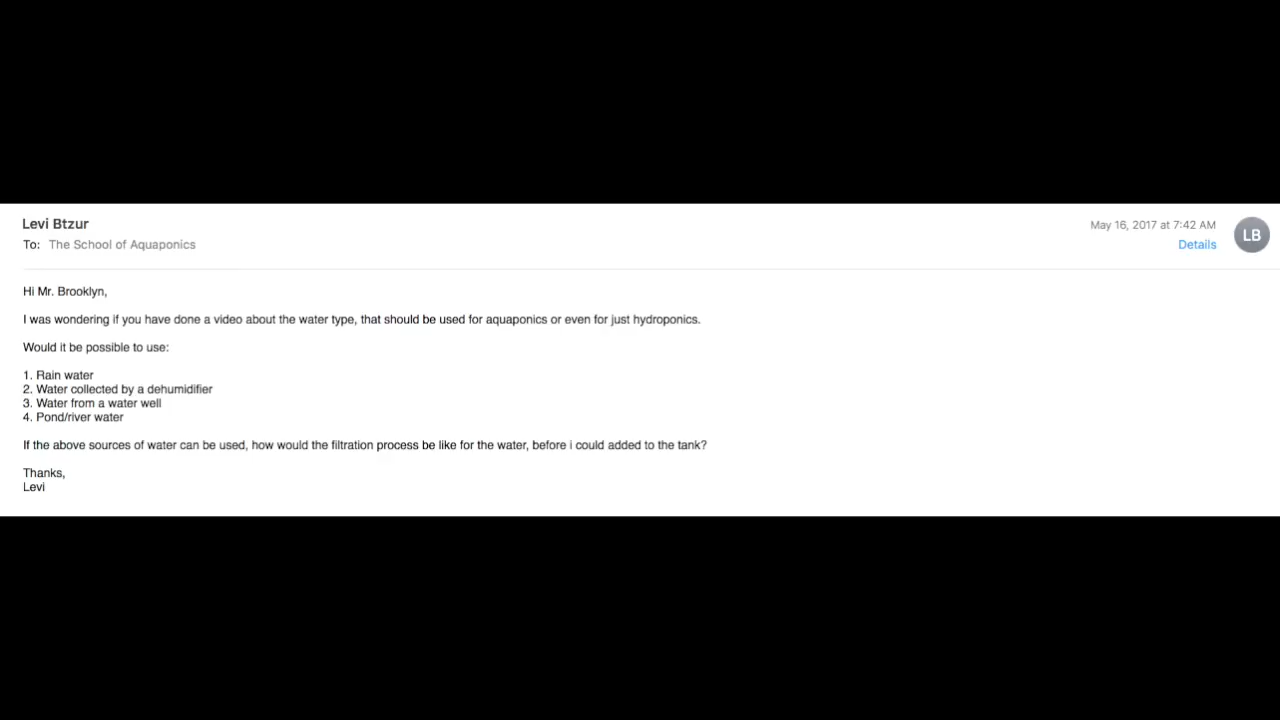 Levi Btzur
May 16, 2017 at 7:42 AM
LB
To: The School of Aquaponics
Details
Hi Mr. Brooklyn,
I was wondering if you have done a video about the water type, that should be used for aquaponics or even for just hydroponics.
Would it be possible to use:
1. Rain water
2. Water collected by a dehumidifier
3. Water from a water well
4. Pond/river water
If the above sources of water can be used, how would the filtration process be like for the water, before i could added to the tank?
Thanks,
Levi